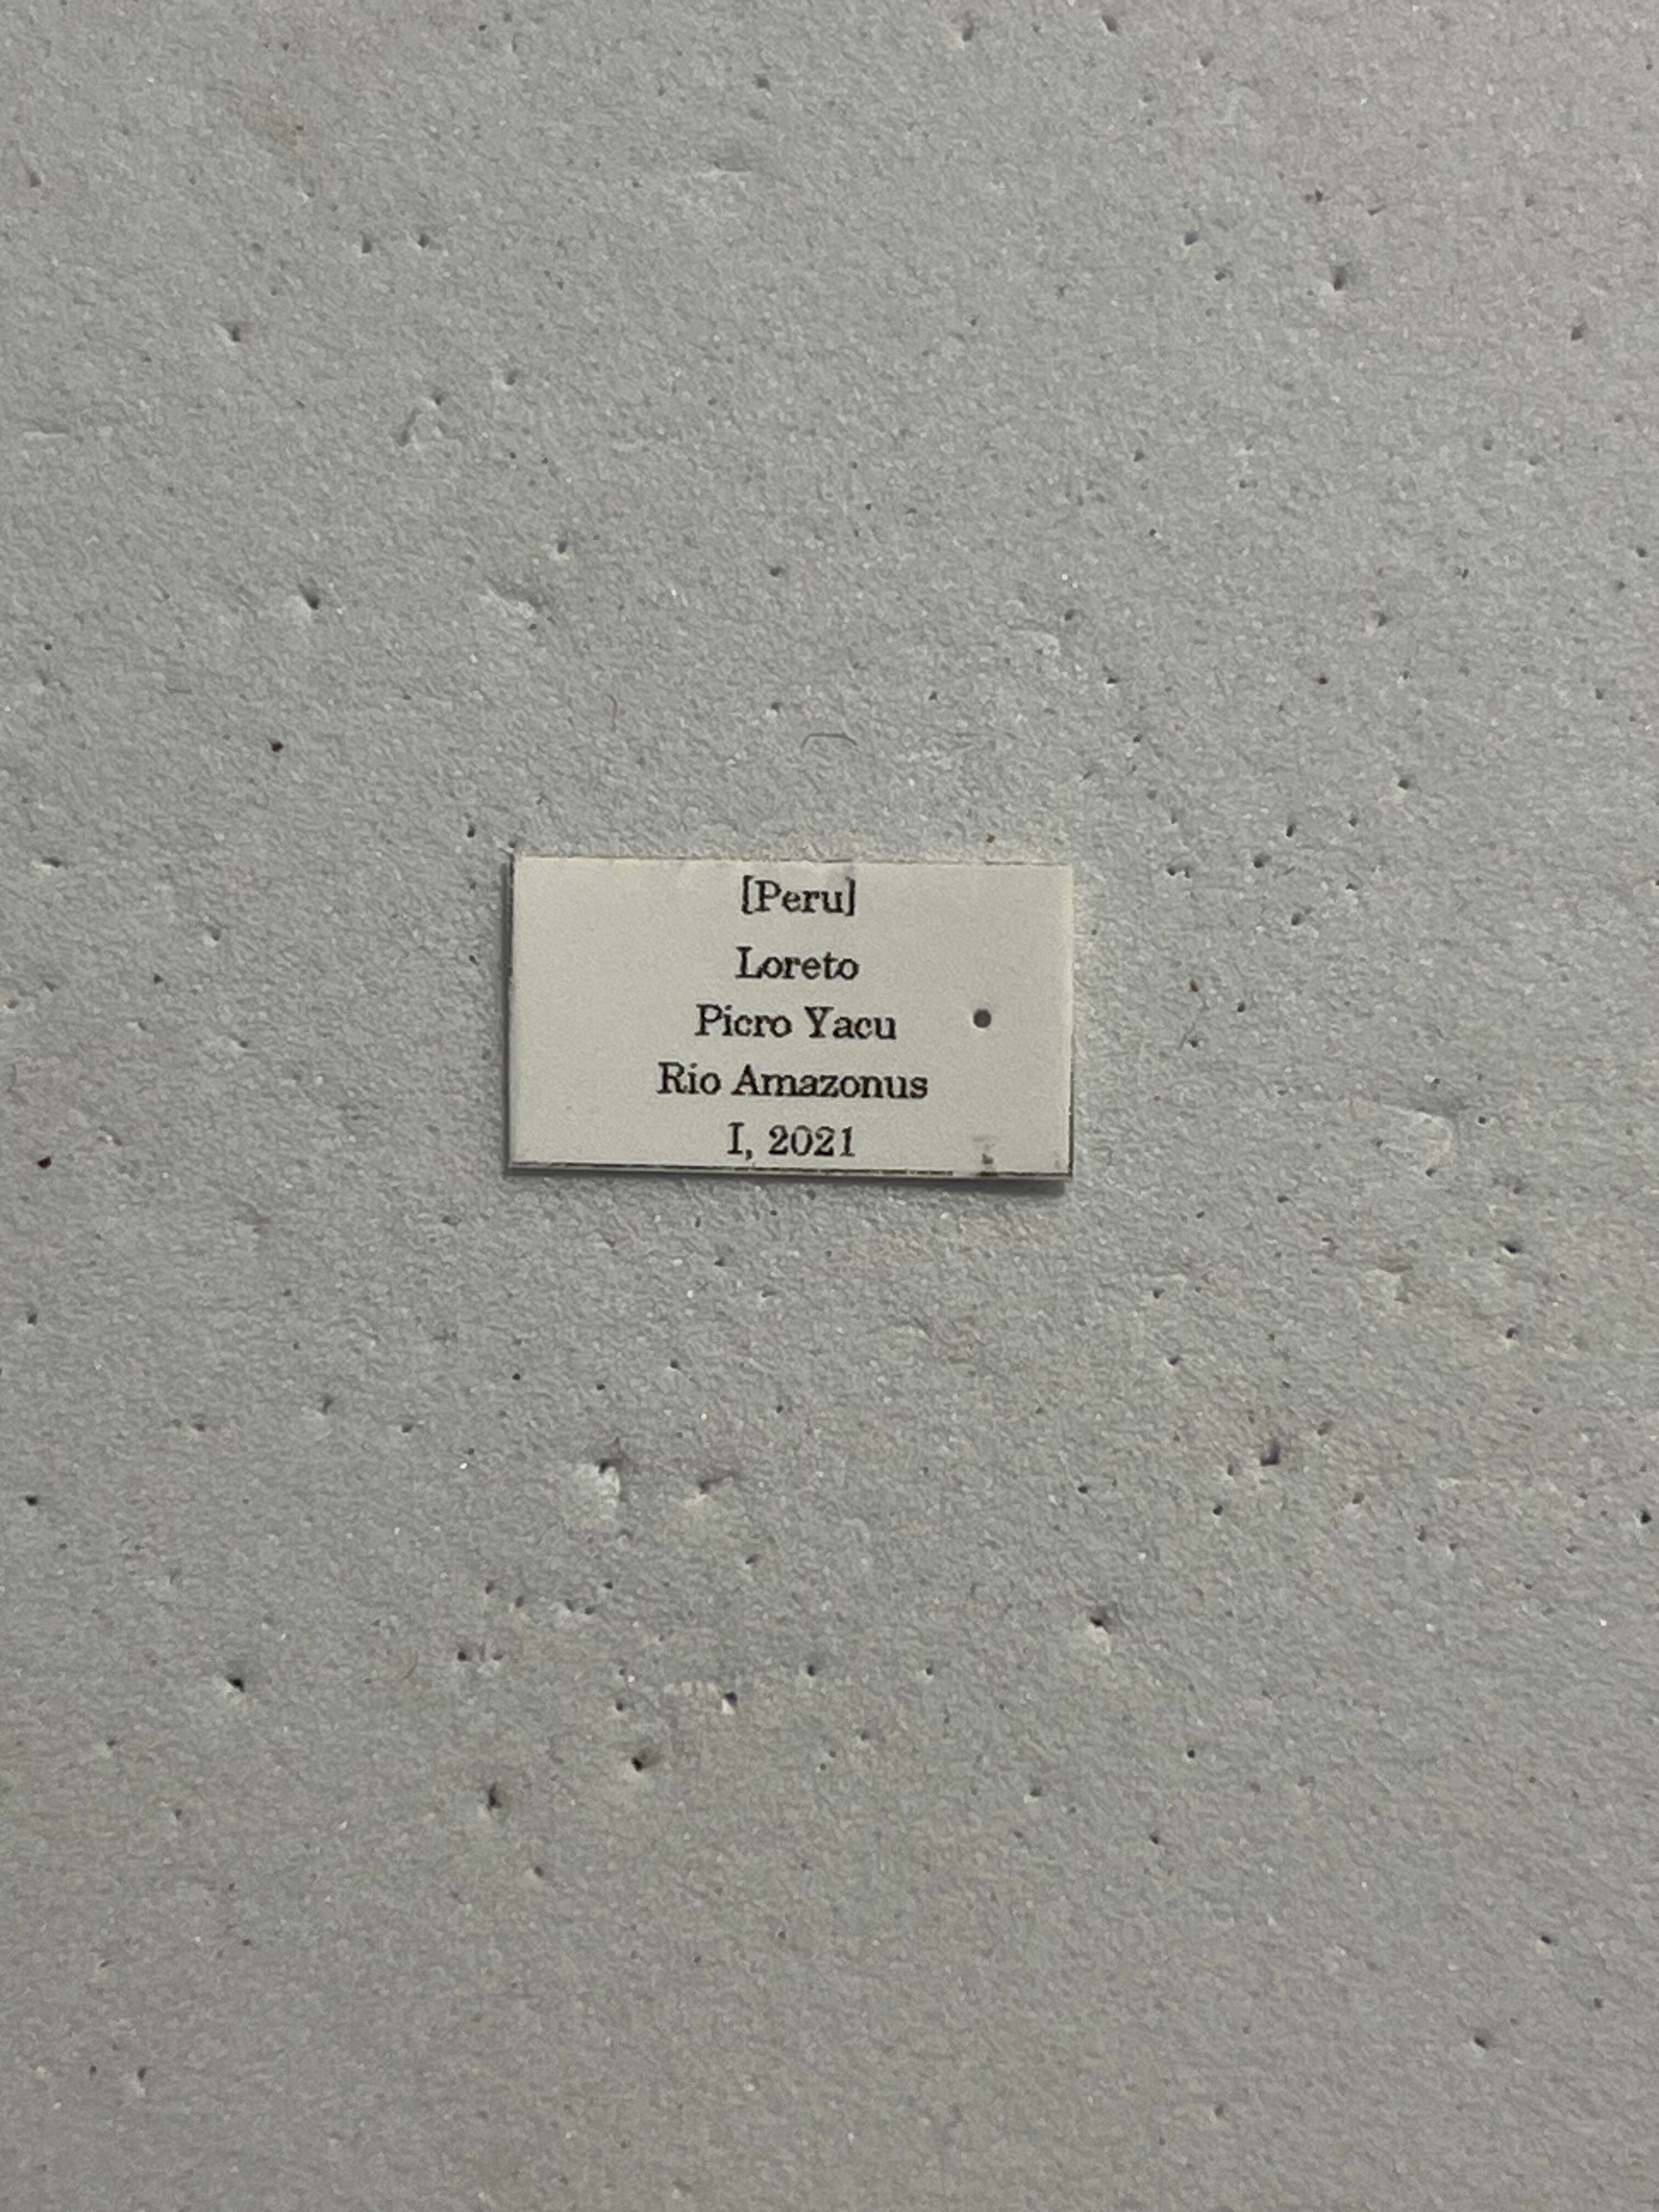 [Peru]
Loreto
Picro Yacu
Rio Amazonus
I, 2021